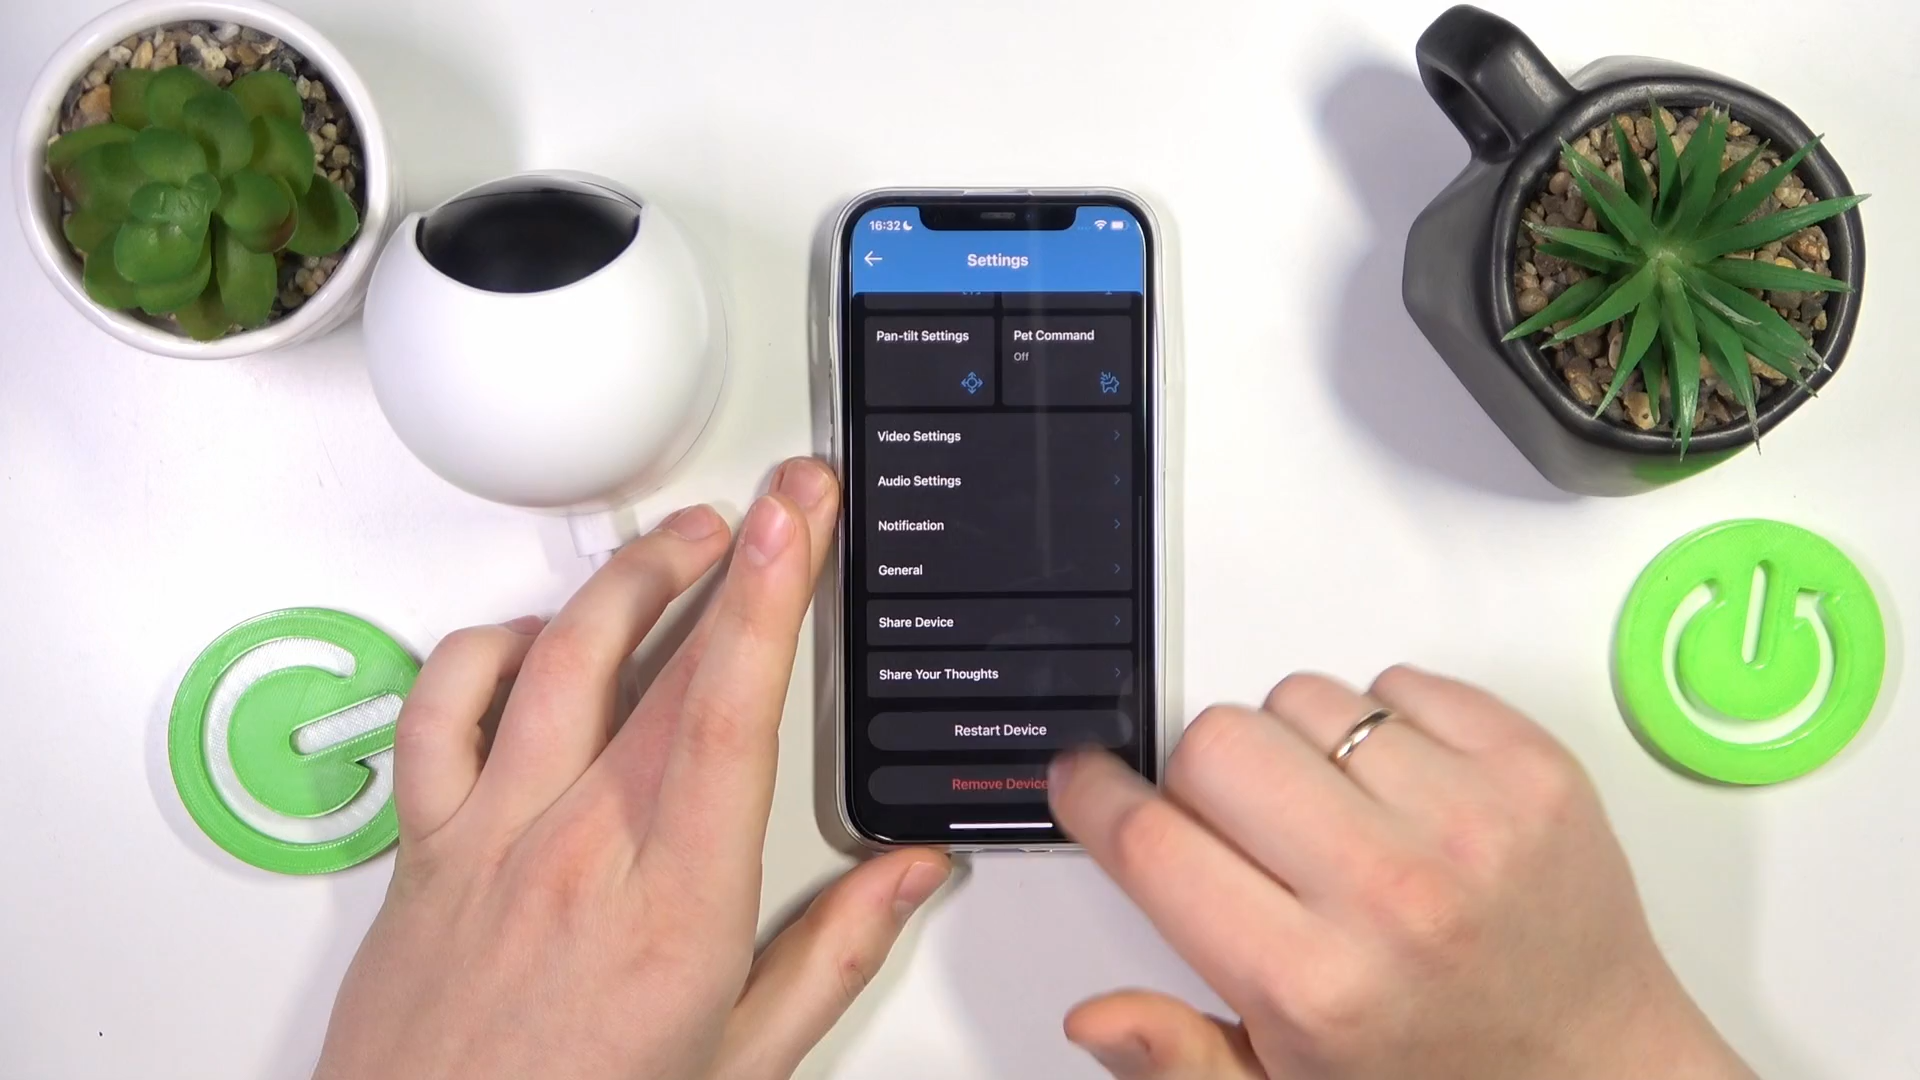 16:32
Settings
Pan-tilt Settings
Pet Command
Off
Video Settings
Audio Settings
Notification
General
Share Device
Share Your Thoughts
Restart Device
Remove Device